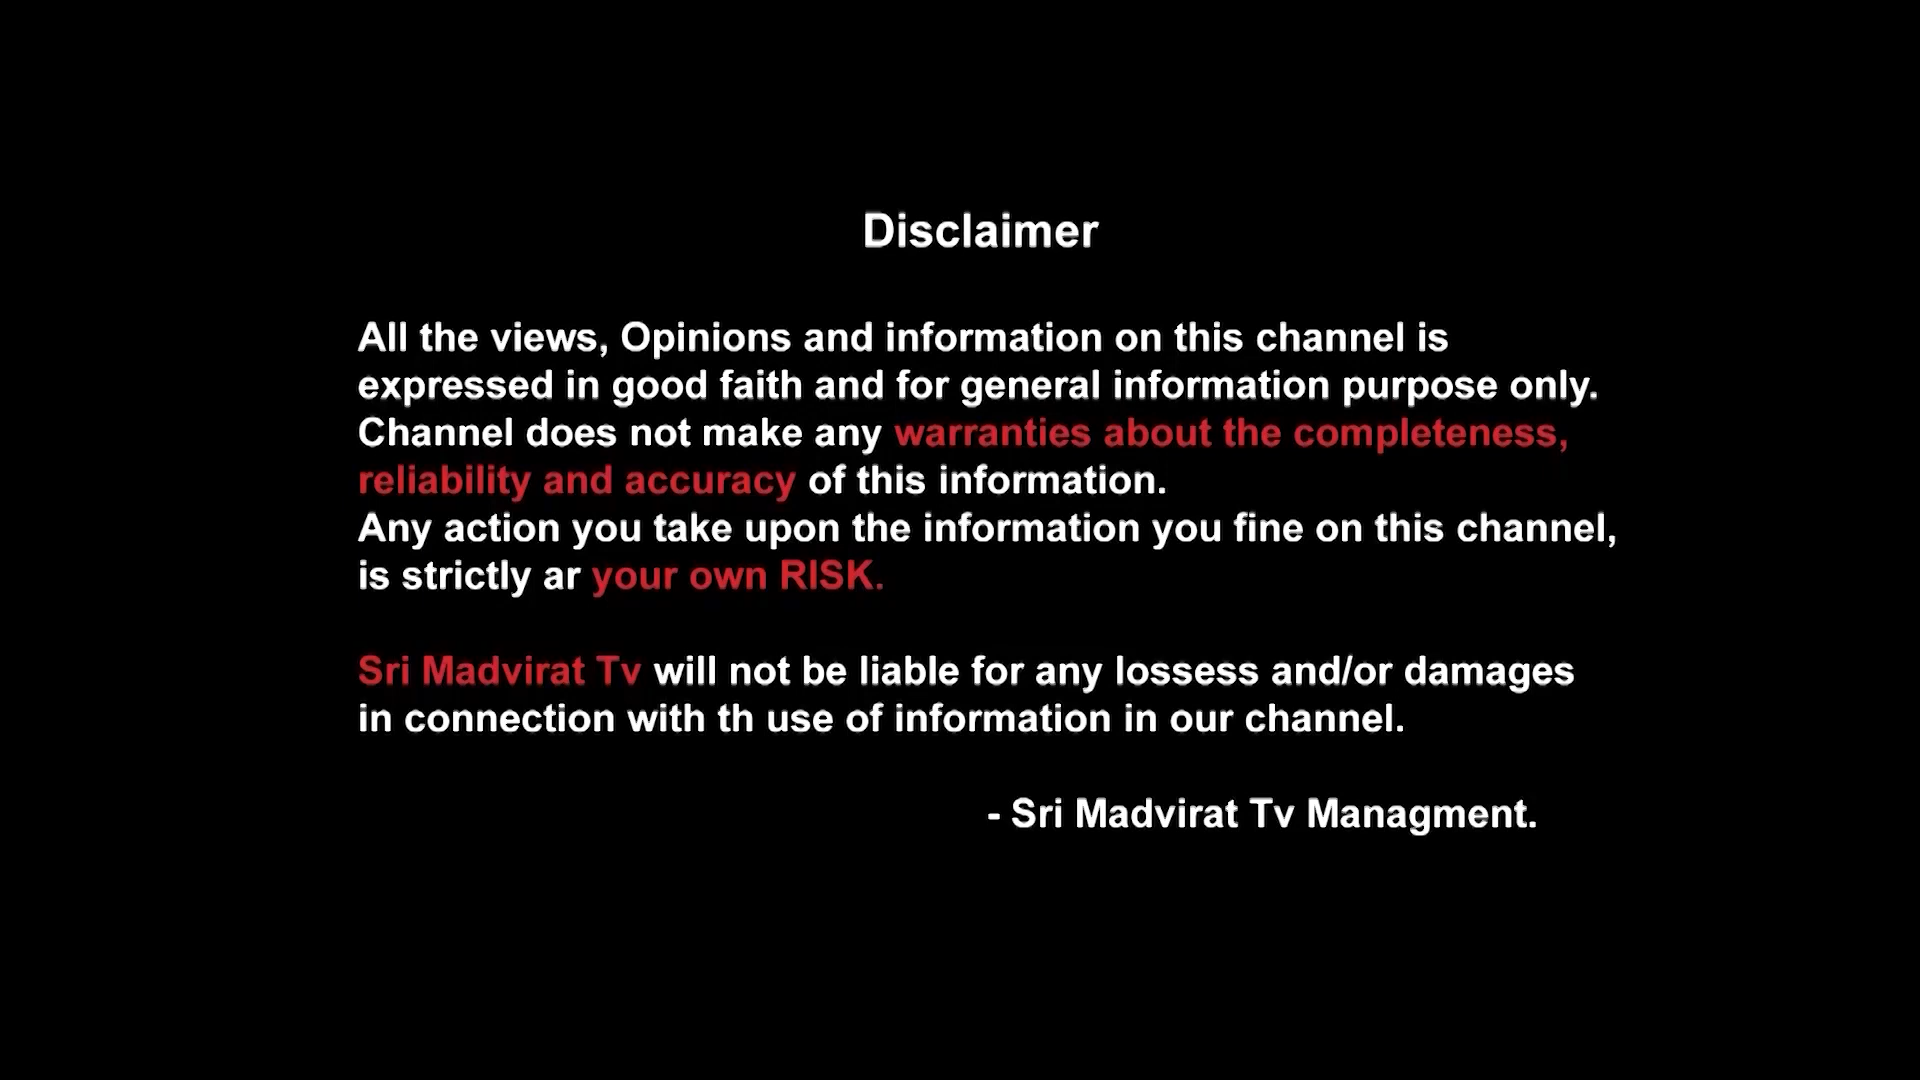 Disclaimer
All the views, Opinions and information on this channel is
expressed in good faith and for general information purpose only.
Channel does not make any warranties about the completeness,
reliability and accuracy of this information.
Any action you take upon the information you fine on this channel,
is strictly ar your own RISK.
Sri Madvirat Tv will not be liable for any lossess and/or damages
in connection with th use of information in our channel.
- Sri Madvirat Tv Managment.